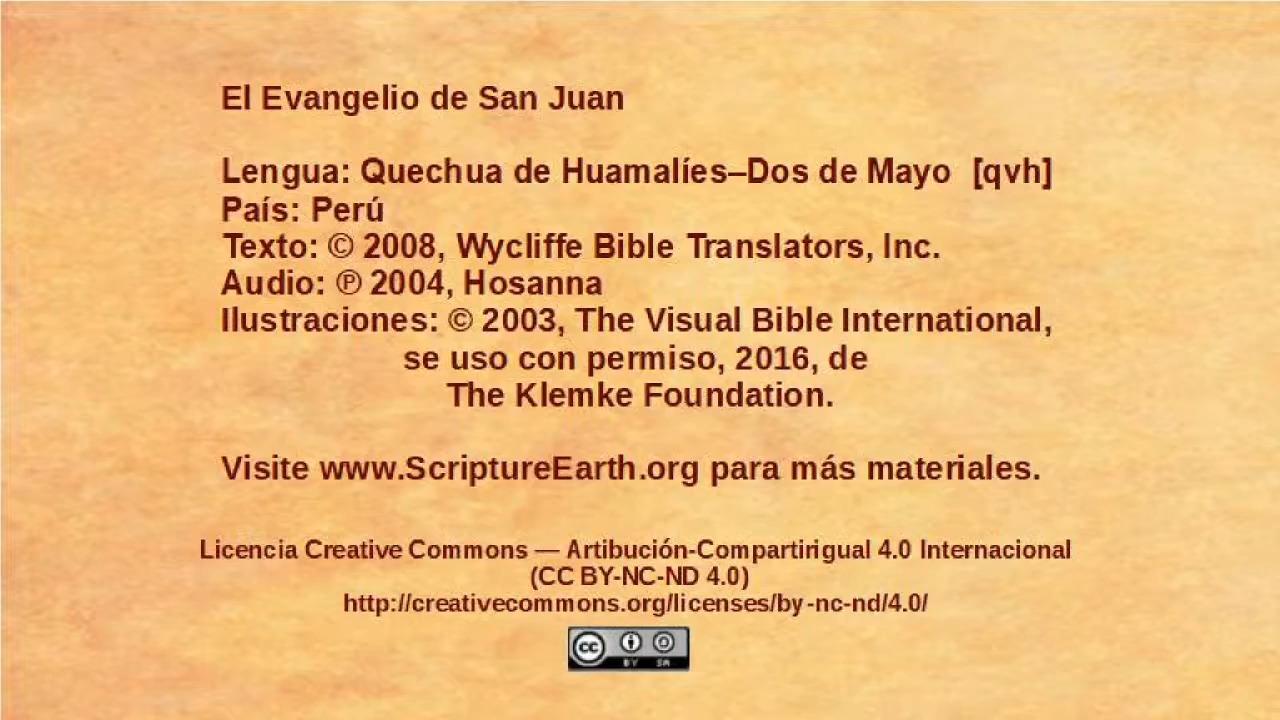 El Evangelio de San Juan
Lengua: Quechua de Huamalíes–Dos de Mayo [qvh]
País: Perú
Texto: © 2008, Wycliffe Bible Translators, Inc.
Audio: ℗ 2004, Hosanna
Ilustraciones: © 2003, The Visual Bible International,
se uso con permiso, 2016, de
The Klemke Foundation.
Visite www.ScriptureEarth.org para más materiales.
Licencia Creative Commons — Artibución-Compartirigual 4.0 Internacional
(CC BY-NC-ND 4.0)
http://creativecommons.org/licenses/by-nc-nd/4.0/
cc BY SA